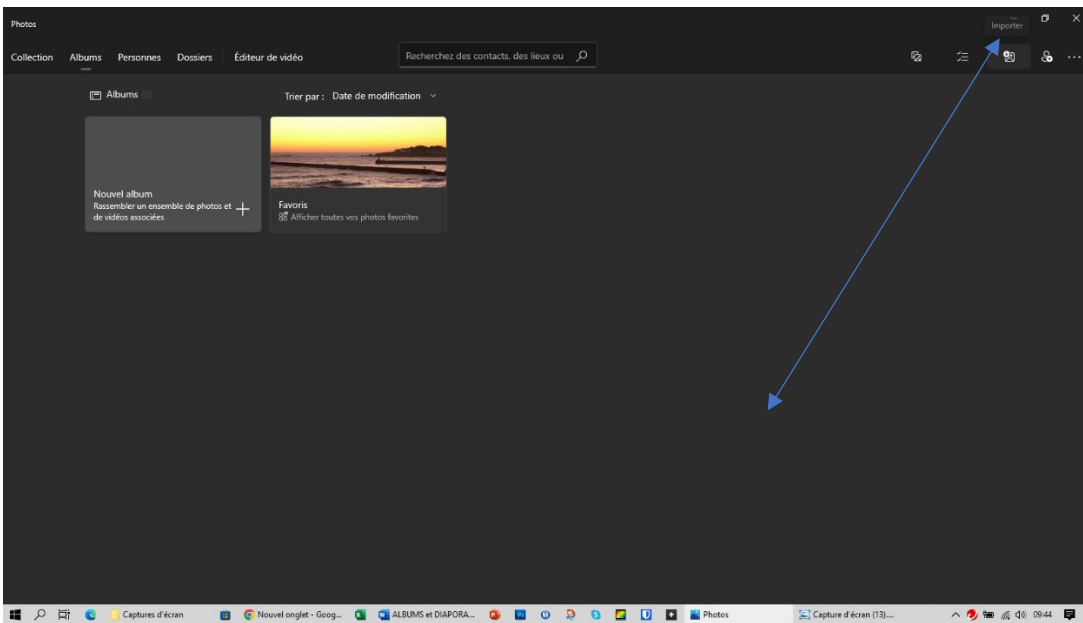 Photos
Importer
Collection Albums Personnes Dossiers Éditeur de vidéo Recherchez des contacts, des lieux ou
Albums (0) Trier par : Date de modification
Nouvel album
Rassembler un ensemble de photos et
de vidéos associées
Favoris
Afficher toutes vos photos favorites
Captures d'écran Nouvel onglet - Goog... ALBUMS et DIAPORA... Photos Capture d'écran (13).... 09:44